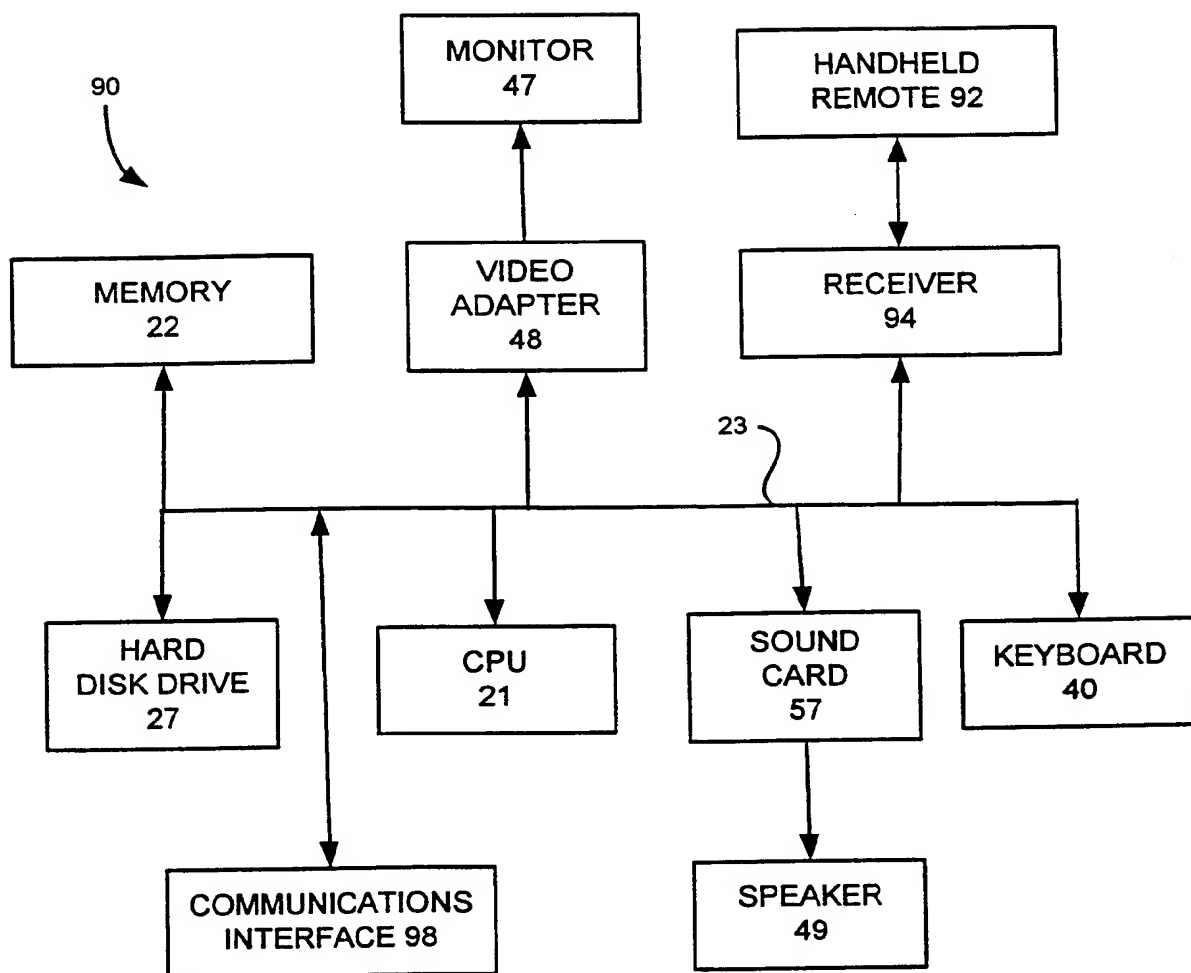 MONITOR
47
HANDHELD
REMOTE 92
90
MEMORY
22
VIDEO
ADAPTER
48
RECEIVER
94
23
HARD
DISK DRIVE
27
CPU
21
SOUND
CARD
57
KEYBOARD
40
COMMUNICATIONS
INTERFACE 98
SPEAKER
49